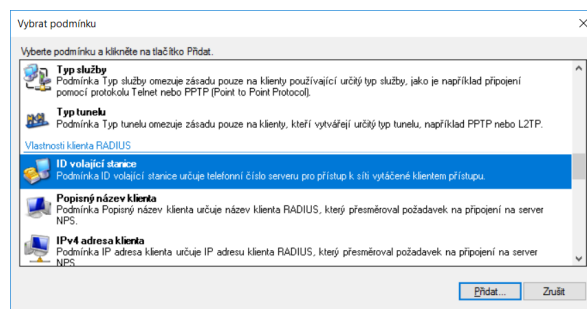 Vybrat podmínku
Vyberte podmínku a klikněte na tlačítko Přidat.
Typ služby
Podmínka Typ služby omezuje zásadu pouze na klienty používající určitý typ služby, jako je například připojení
pomocí protokolu Telnet nebo PPTP (Point to Point Protocol).
Typ tunelu
Podmínka Typ tunelu omezuje zásadu pouze na klienty, kteří vytvářejí určitý typ tunelu, například PPTP nebo L2TP.
Vlastnosti klienta RADIUS
ID volající stanice
Podmínka ID volající stanice určuje telefonní číslo serveru pro přístup k síti vytáčené klientem přístupu.
Popisný název klienta
Podmínka Popisný název klienta určuje název klienta RADIUS, který přesměroval požadavek na připojení na server
NPS.
IPv4 adresa klienta
Podmínka IP adresa klienta určuje IP adresu klienta RADIUS, který přesměroval požadavek na připojení na server
NPS
Přidat... Zrušit